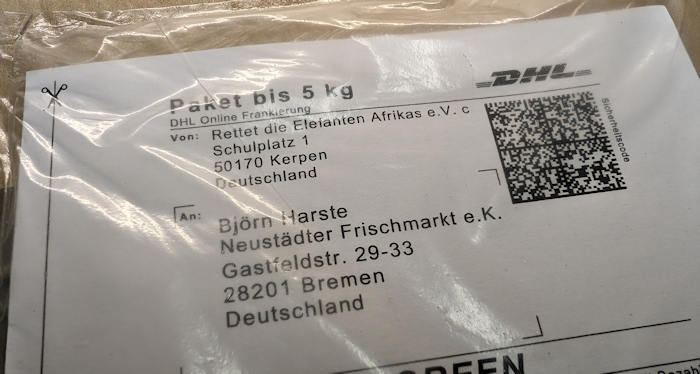 Paket bis 5 kg
DHL
DHL Online Frankierung
Von: Rettet die Elefanten Afrikas e.V. c
Schulplatz 1
50170 Kerpen
Deutschland
Sicherheitscode
An: Björn Harste
Neustädter Frischmarkt e.K.
Gastfeldstr. 29-33
28201 Bremen
Deutschland
GREEN